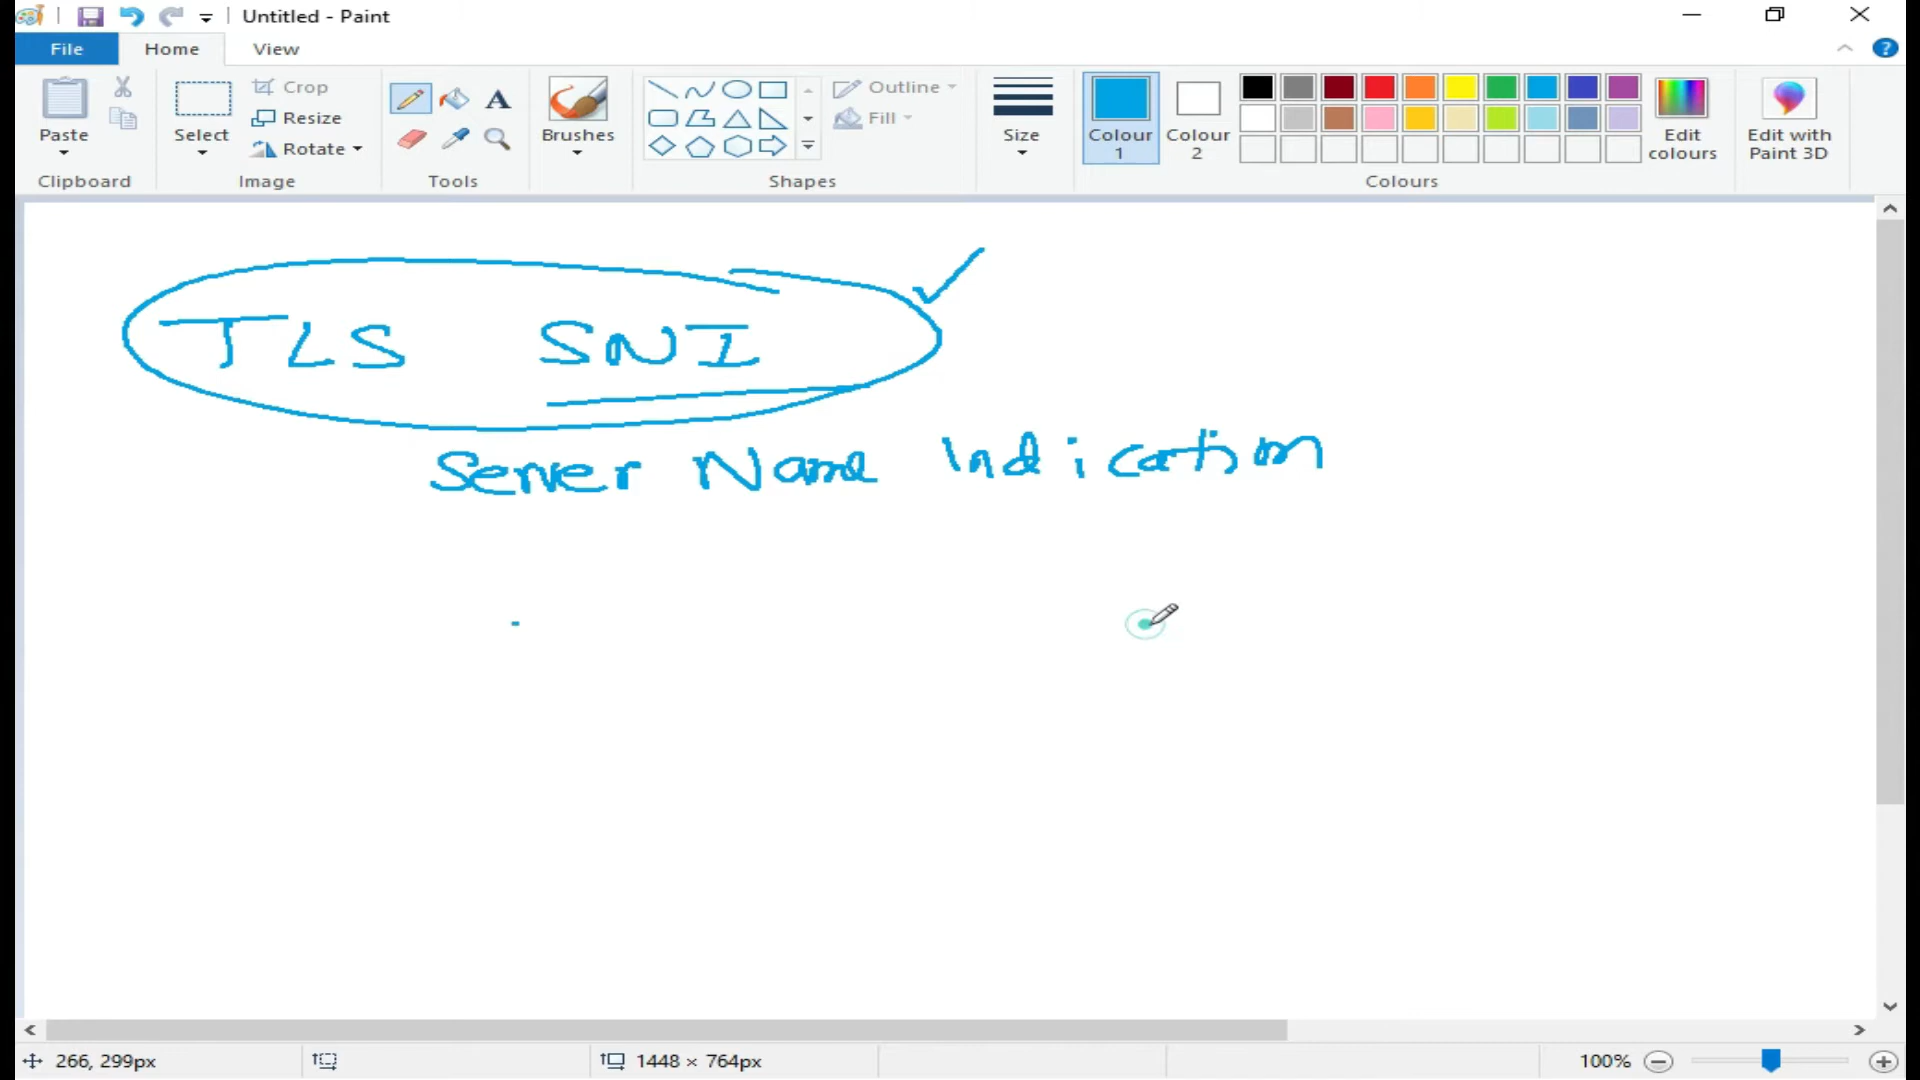 Untitled - Paint
File Home View
Paste
Clipboard
Select
Crop
Resize
Rotate
Image
Tools
Brushes
Shapes
Outline
Fill
Size
Colour 1
Colour 2
Edit colours
Colours
Edit with Paint 3D
TLS SNI
Server Name Indication
266, 299px
1448 × 764px
100%